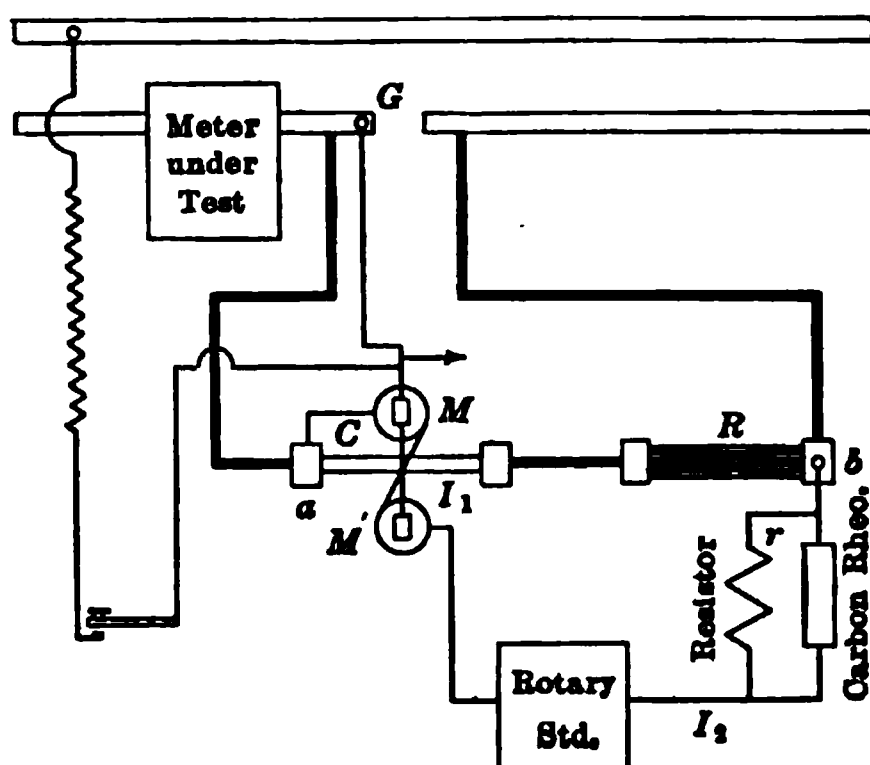 G
Meter
under
Test
M
C
R
a
I₁
b
M'
r
Resistor
Carbon Rheo.
Rotary
Std.
I₂